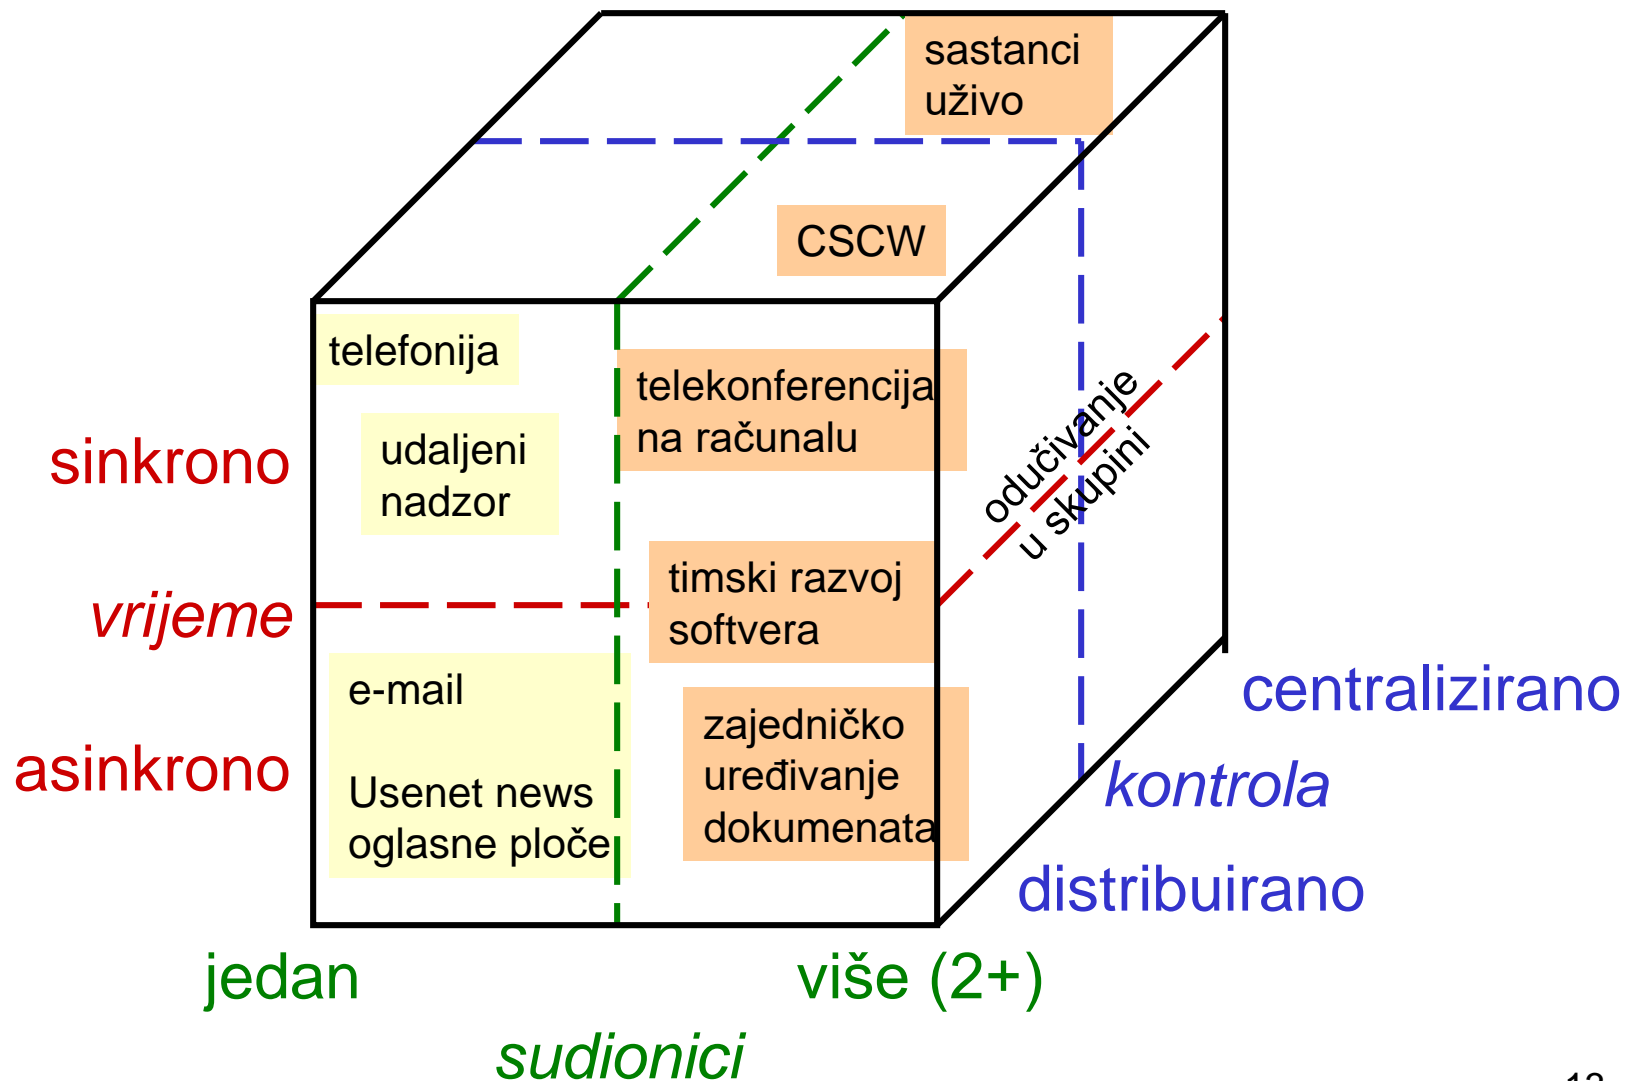 sastanci
uživo
CSCW
telefonija
telekonferencija
na računalu
udaljeni
nadzor
sinkrono
odučivanje
u skupini
vrijeme
timski razvoj
softvera
e-mail
Usenet news
oglasne ploče
zajedničko
uređivanje
dokumenata
asinkrono
centralizirano
kontrola
distribuirano
jedan
više (2+)
sudionici